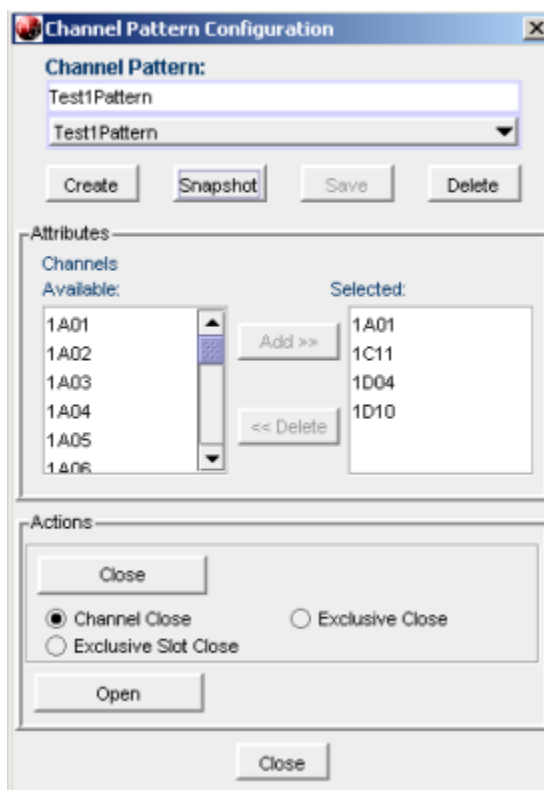 Channel Pattern Configuration
Channel Pattern:
Test1Pattern
Test1Pattern
Create Snapshot Save Delete
Attributes
Channels
Available: Selected:
1A01
1A02
1A03
1A04
1A05
1A06
Add >>
<< Delete
1A01
1C11
1D04
1D10
Actions
Close
Channel Close Exclusive Close
Exclusive Slot Close
Open
Close